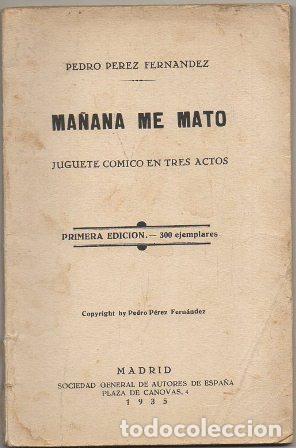 PEDRO PEREZ FERNANDEZ
MAÑANA ME MATO
JUGUETE COMICO EN TRES ACTOS
PRIMERA EDICION.— 300 ejemplares
Copyright by Pedro Pérez Fernández
MADRID
SOCIEDAD GENERAL DE AUTORES DE ESPAÑA
PLAZA DE CANOVAS, 4
1935
todocoleccion